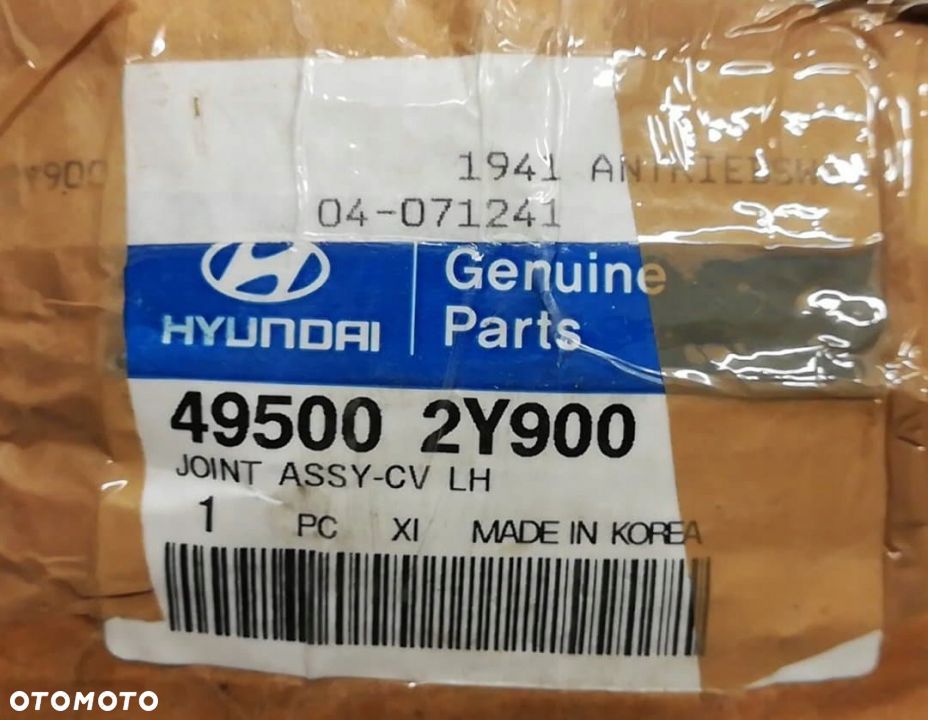 1941
04-071241
HYUNDAI
Genuine
Parts
49500 2Y900
JOINT ASSY-CV LH
1 PC XI MADE IN KOREA
OTOMOTO